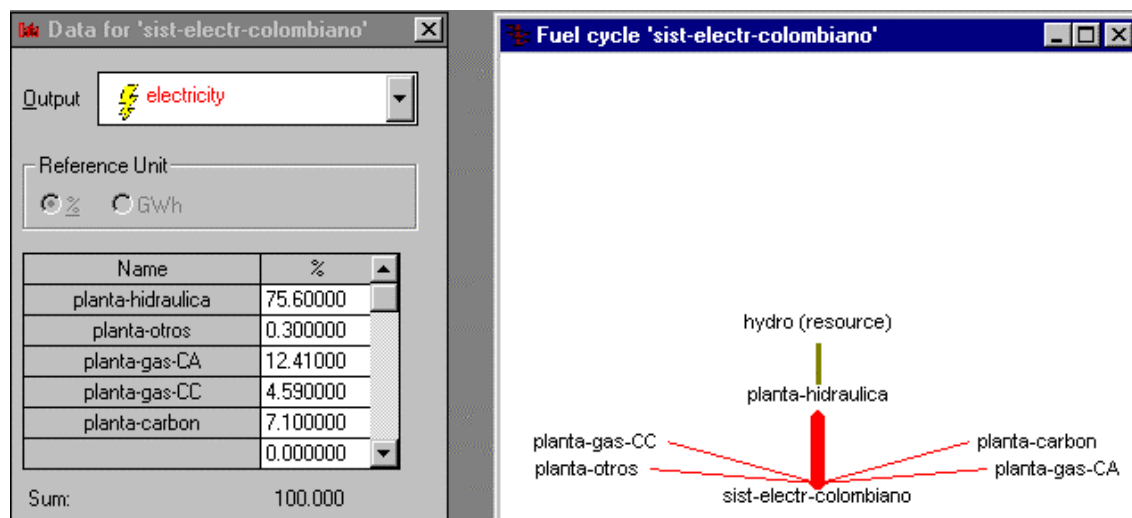 Data for 'sist-electr-colombiano'
Output electricity
Reference Unit
% GWh
Name %
planta-hidraulica 75.60000
planta-otros 0.300000
planta-gas-CA 12.41000
planta-gas-CC 4.590000
planta-carbon 7.100000
0.000000
Sum: 100.000
Fuel cycle 'sist-electr-colombiano'
hydro (resource)
planta-hidraulica
planta-gas-CC planta-carbon
planta-otros planta-gas-CA
sist-electr-colombiano